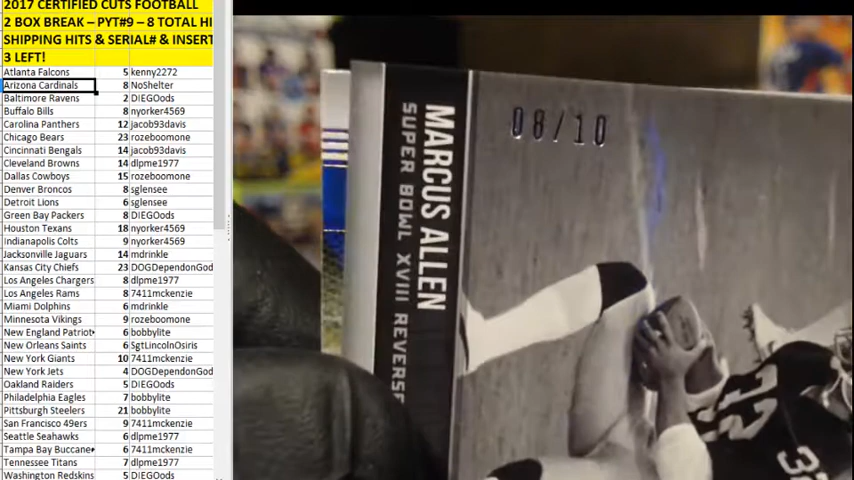 2017 CERTIFIED CUTS FOOTBALL
2 BOX BREAK – PYT#9 – 8 TOTAL HI
SHIPPING HITS & SERIAL# & INSERT
3 LEFT!
Atlanta Falcons 5 kenny2272
Arizona Cardinals 8 NoShelter
Baltimore Ravens 2 DIEGOods
Buffalo Bills 8 nyorker4569
Carolina Panthers 12 jacob93davis
Chicago Bears 23 rozeboomone
Cincinnati Bengals 14 jacob93davis
Cleveland Browns 14 dlpme1977
Dallas Cowboys 15 rozeboomone
Denver Broncos 8 sglensee
Detroit Lions 6 sglensee
Green Bay Packers 8 DIEGOods
Houston Texans 18 nyorker4569
Indianapolis Colts 9 nyorker4569
Jacksonville Jaguars 14 mdrinkle
Kansas City Chiefs 23 DOGDependonGod
Los Angeles Chargers 8 dlpme1977
Los Angeles Rams 8 7411mckenzie
Miami Dolphins 6 mdrinkle
Minnesota Vikings 9 rozeboomone
New England Patriot 6 bobbylite
New Orleans Saints 6 SgtLincolnOsiris
New York Giants 10 7411mckenzie
New York Jets 4 DOGDependonGod
Oakland Raiders 5 DIEGOods
Philadelphia Eagles 7 bobbylite
Pittsburgh Steelers 21 bobbylite
San Francisco 49ers 9 7411mckenzie
Seattle Seahawks 6 dlpme1977
Tampa Bay Buccane 6 mdrinkle
Tennessee Titans 7 dlpme1977
Washington Redskins 5 DIEGOods
08/10
MARCUS ALLEN
SUPER BOWL XVIII REVERSE
32
32